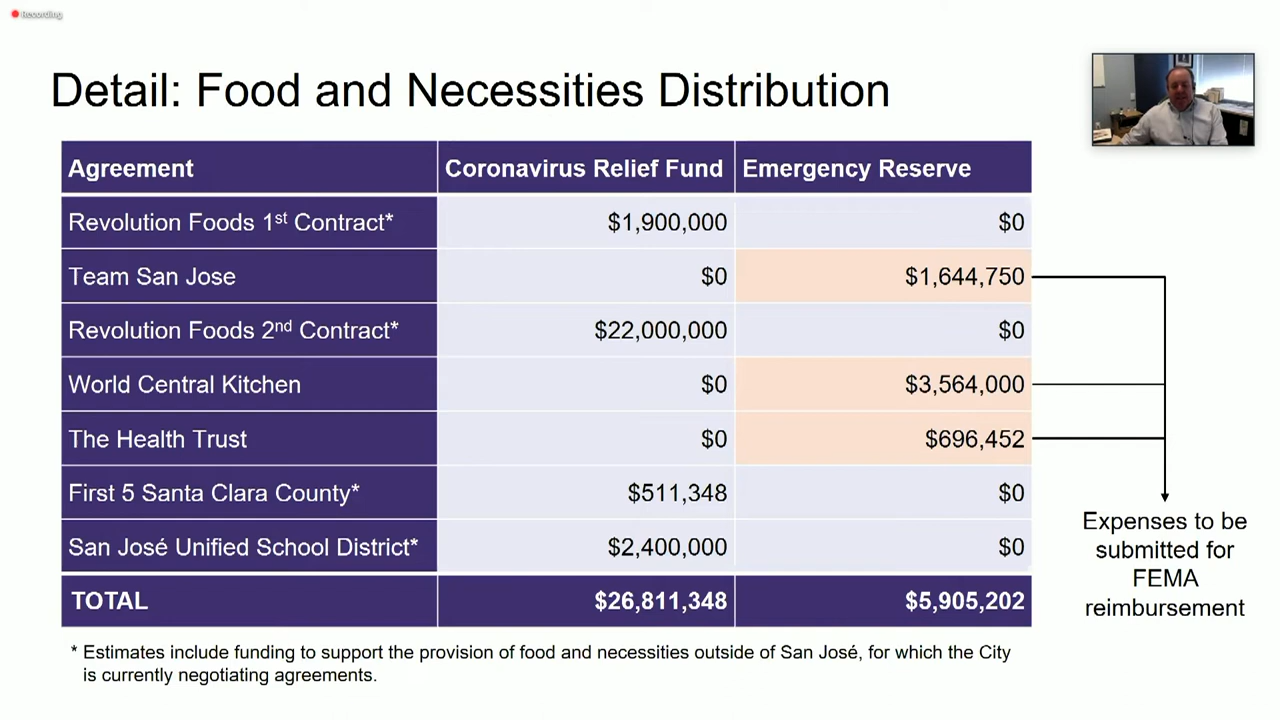 Recording
Detail: Food and Necessities Distribution
Agreement Coronavirus Relief Fund Emergency Reserve
Revolution Foods 1st Contract* $1,900,000 $0
Team San Jose $0 $1,644,750
Revolution Foods 2nd Contract* $22,000,000 $0
World Central Kitchen $0 $3,564,000
The Health Trust $0 $696,452
First 5 Santa Clara County* $511,348 $0
San José Unified School District* $2,400,000 $0
TOTAL $26,811,348 $5,905,202
Expenses to be
submitted for
FEMA
reimbursement
* Estimates include funding to support the provision of food and necessities outside of San José, for which the City
is currently negotiating agreements.